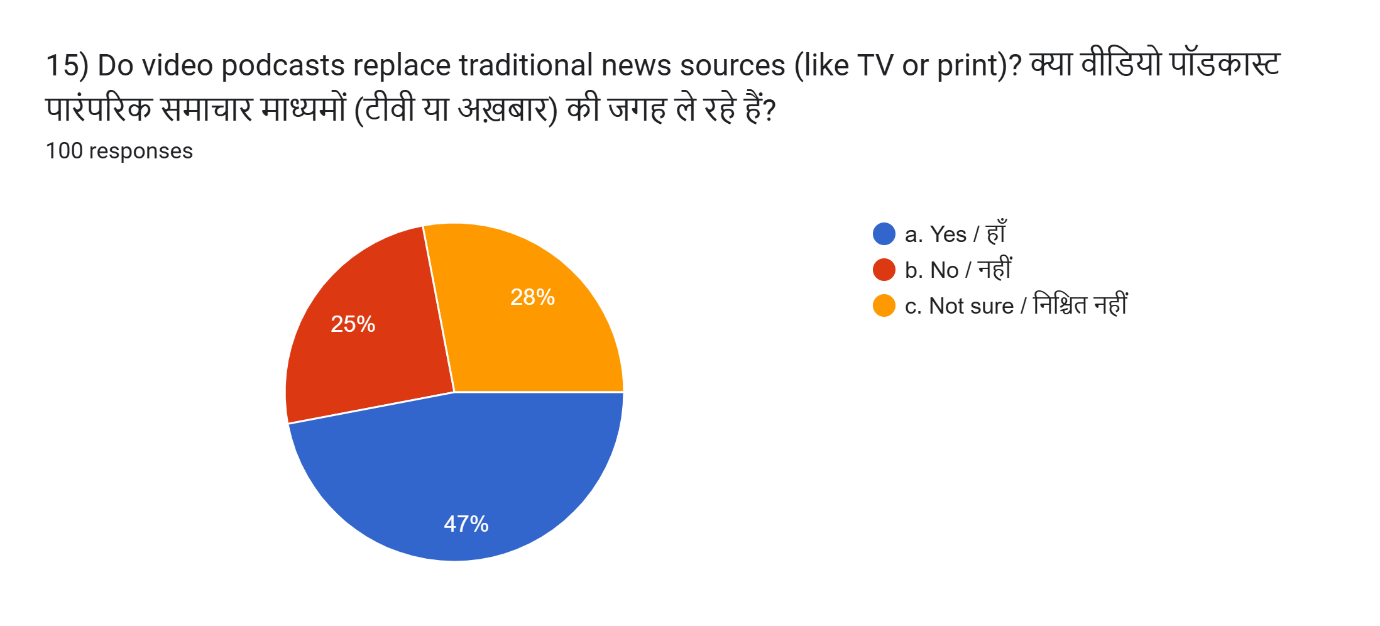 15) Do video podcasts replace traditional news sources (like TV or print)? क्या वीडियो पॉडकास्ट
पारंपरिक समाचार माध्यमों (टीवी या अख़बार) की जगह ले रहे हैं?
100 responses
a. Yes / हाँ
b. No / नहीं
c. Not sure / निश्चित नहीं
28%
25%
47%